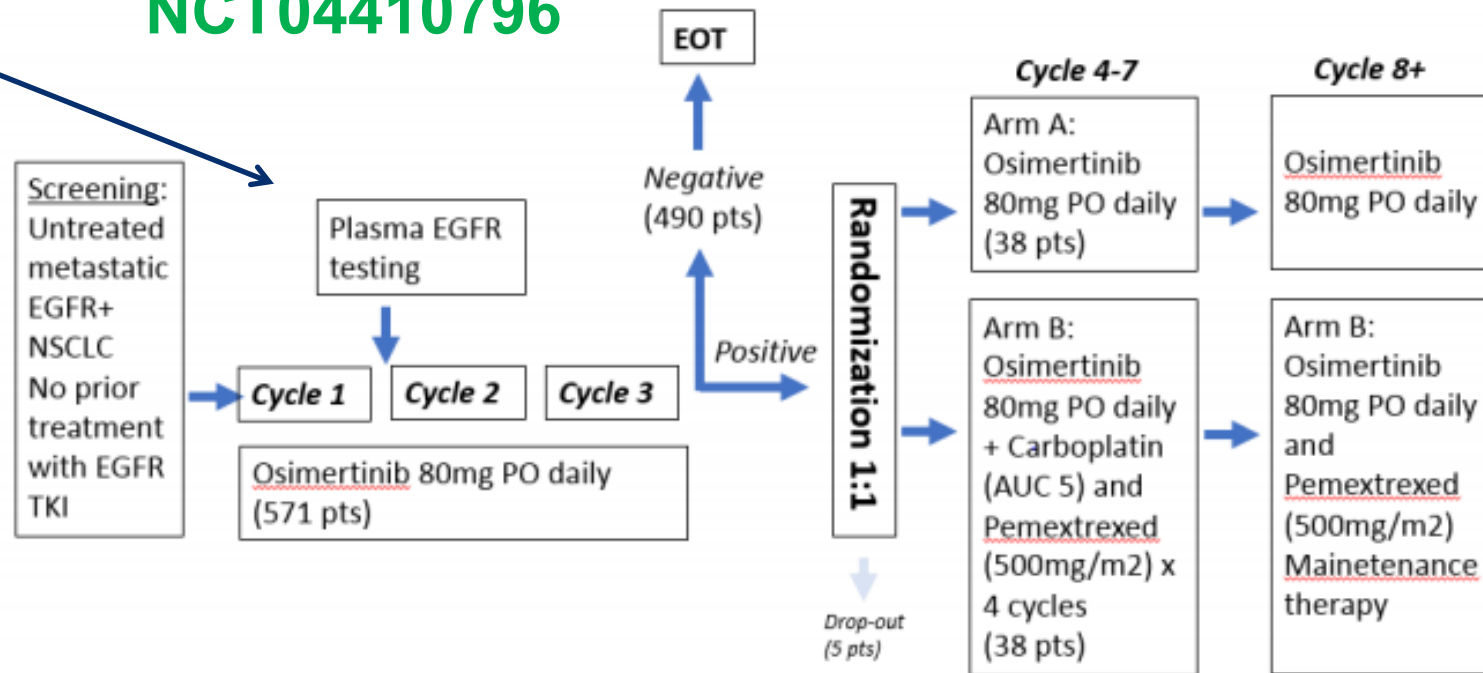 NCT04410796
EOT
Cycle 4-7
Cycle 8+
Screening:
Untreated
metastatic
EGFR+
NSCLC
No prior
treatment
with EGFR
TKI
Plasma EGFR
testing
Cycle 1
Cycle 2
Cycle 3
Osimertinib 80mg PO daily
(571 pts)
Negative
(490 pts)
Positive
Randomization 1:1
Drop-out
(5 pts)
Arm A:
Osimertinib
80mg PO daily
(38 pts)
Osimertinib
80mg PO daily
Arm B:
Osimertinib
80mg PO daily
+ Carboplatin
(AUC 5) and
Pemextrexed
(500mg/m2) x
4 cycles
(38 pts)
Arm B:
Osimertinib
80mg PO daily
and
Pemextrexed
(500mg/m2)
Mainetenance
therapy